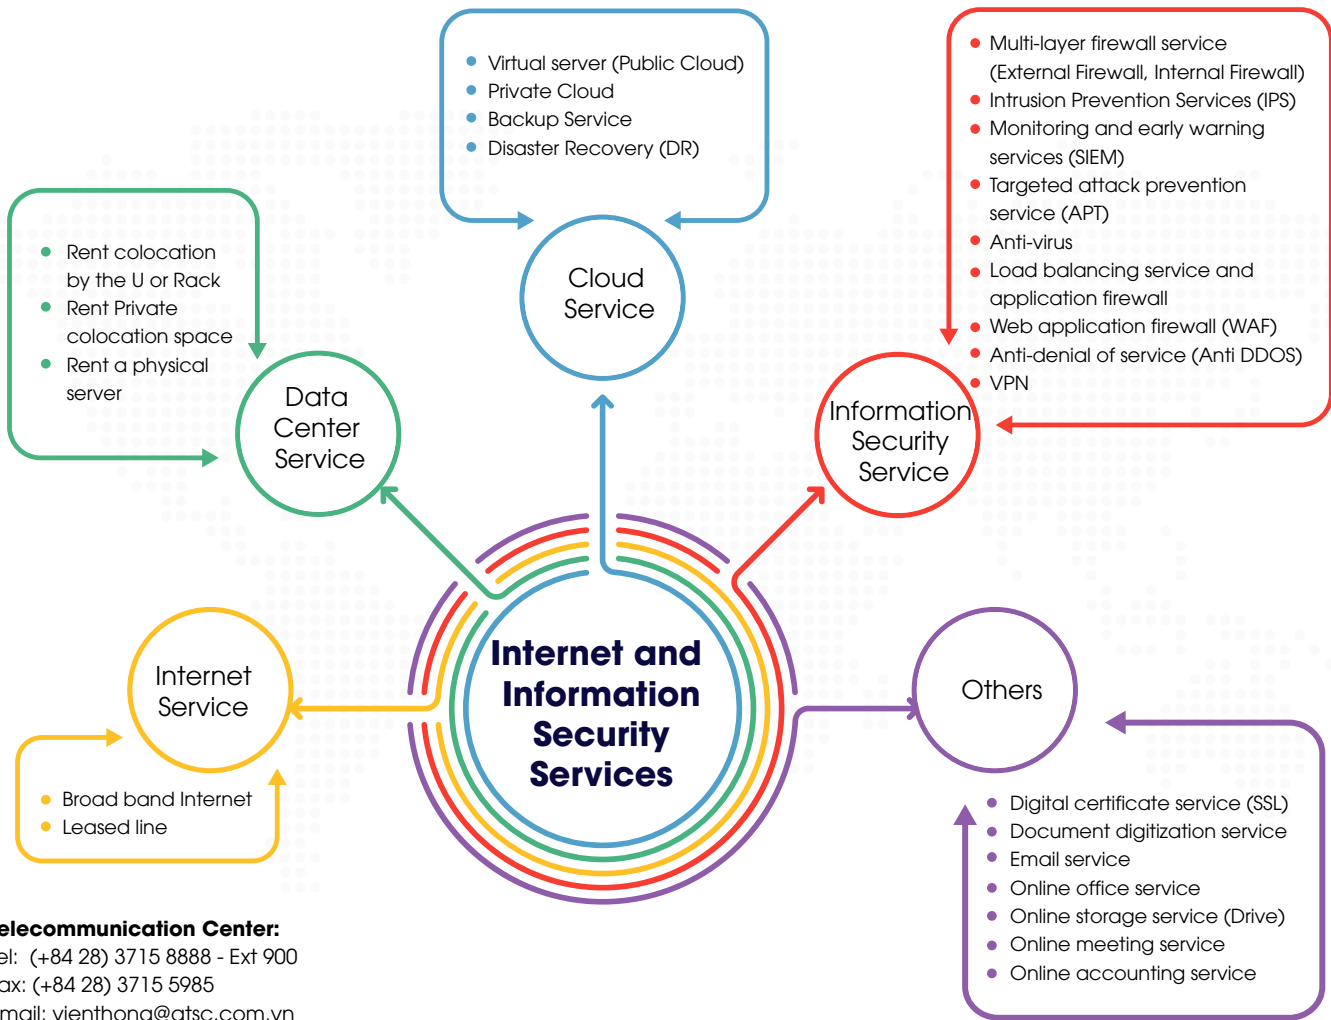 Virtual server (Public Cloud)
Private Cloud
Backup Service
Disaster Recovery (DR)
Multi-layer firewall service
(External Firewall, Internal Firewall)
Intrusion Prevention Services (IPS)
Monitoring and early warning
services (SIEM)
Targeted attack prevention
service (APT)
Anti-virus
Load balancing service and
application firewall
Web application firewall (WAF)
Anti-denial of service (Anti DDOS)
VPN
Rent colocation
by the U or Rack
Rent Private
colocation space
Rent a physical
server
Cloud
Service
Data
Center
Service
Information
Security
Service
Internet and
Information
Security
Services
Internet
Service
Others
Broad band Internet
Leased line
Digital certificate service (SSL)
Document digitization service
Email service
Online office service
Online storage service (Drive)
Online meeting service
Online accounting service
elecommunication Center:
el: (+84 28) 3715 8888 - Ext 900
ax: (+84 28) 3715 5985
mail: vienthong@qtsc.com.vn